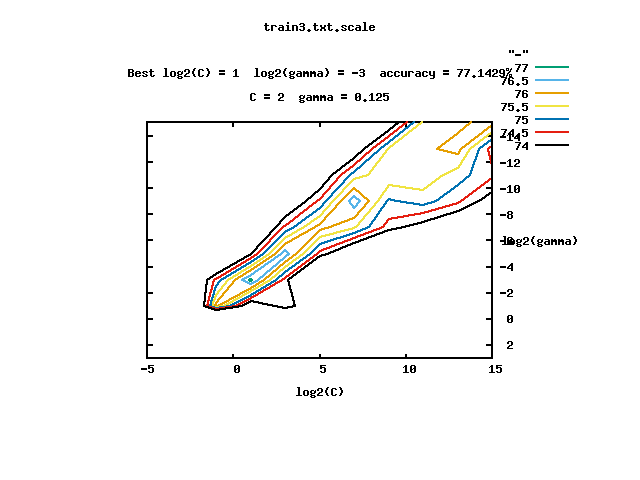 train3.txt.scale
"-"
Best log2(C) = 1 log2(gamma) = -3 accuracy = 77.1429%
C = 2 gamma = 0.125
77
76.5
76
75.5
75
74.5
74
-14
-12
-10
-8
-6
log2(gamma)
-4
-2
0
2
-5 0 5 10 15
log2(C)